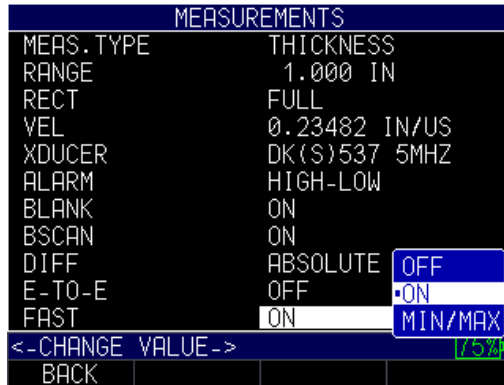 MEASUREMENTS
MEAS.TYPE THICKNESS
RANGE 1.000 IN
RECT FULL
VEL 0.23482 IN/US
XDUCER DK(S)537 5MHZ
ALARM HIGH-LOW
BLANK ON
BSCAN ON
DIFF ABSOLUTE OFF
E-TO-E OFF •ON
FAST ON MIN/MAX
<-CHANGE VALUE-> 75%
BACK